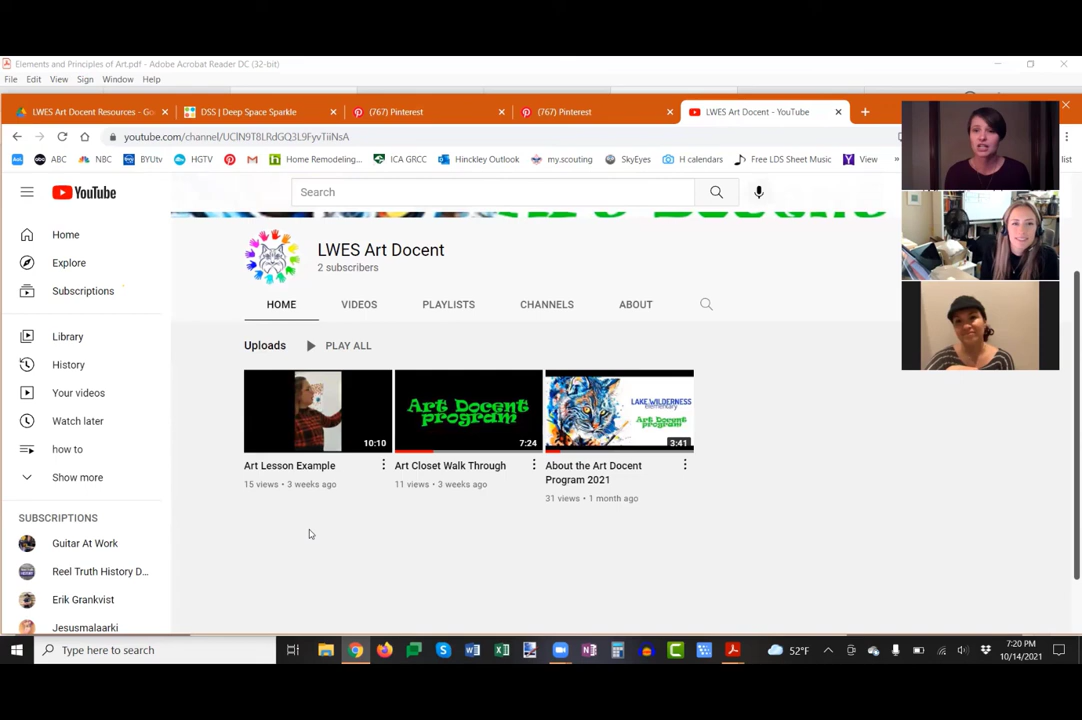 Elements and Principles of Art.pdf - Adobe Acrobat Reader DC (32-bit)
File Edit View Sign Window Help
LWES Art Docent Resources - Go
DSS | Deep Space Sparkle
(767) Pinterest
(767) Pinterest
LWES Art Docent - YouTube
youtube.com/channel/UClN9T8LRdGQ3L9FyvTiiNsA
ABC NBC BYUtv HGTV Home Remodeling... ICA GRCC Hinckley Outlook my.scouting SkyEyes H calendars Free LDS Sheet Music View » list
YouTube
Search
Home
Explore
Subscriptions
Library
History
Your videos
Watch later
how to
Show more
SUBSCRIPTIONS
Guitar At Work
Reel Truth History D...
Erik Grankvist
Jesusmalaarki
LWES Art Docent
2 subscribers
HOME VIDEOS PLAYLISTS CHANNELS ABOUT
Uploads PLAY ALL
10:10
Art Lesson Example
15 views • 3 weeks ago
Art Docent
program
7:24
Art Closet Walk Through
11 views • 3 weeks ago
LAKE WILDERNESS
elementary
Art Docent
program
3:41
About the Art Docent
Program 2021
31 views • 1 month ago
Type here to search
52°F
7:20 PM
10/14/2021